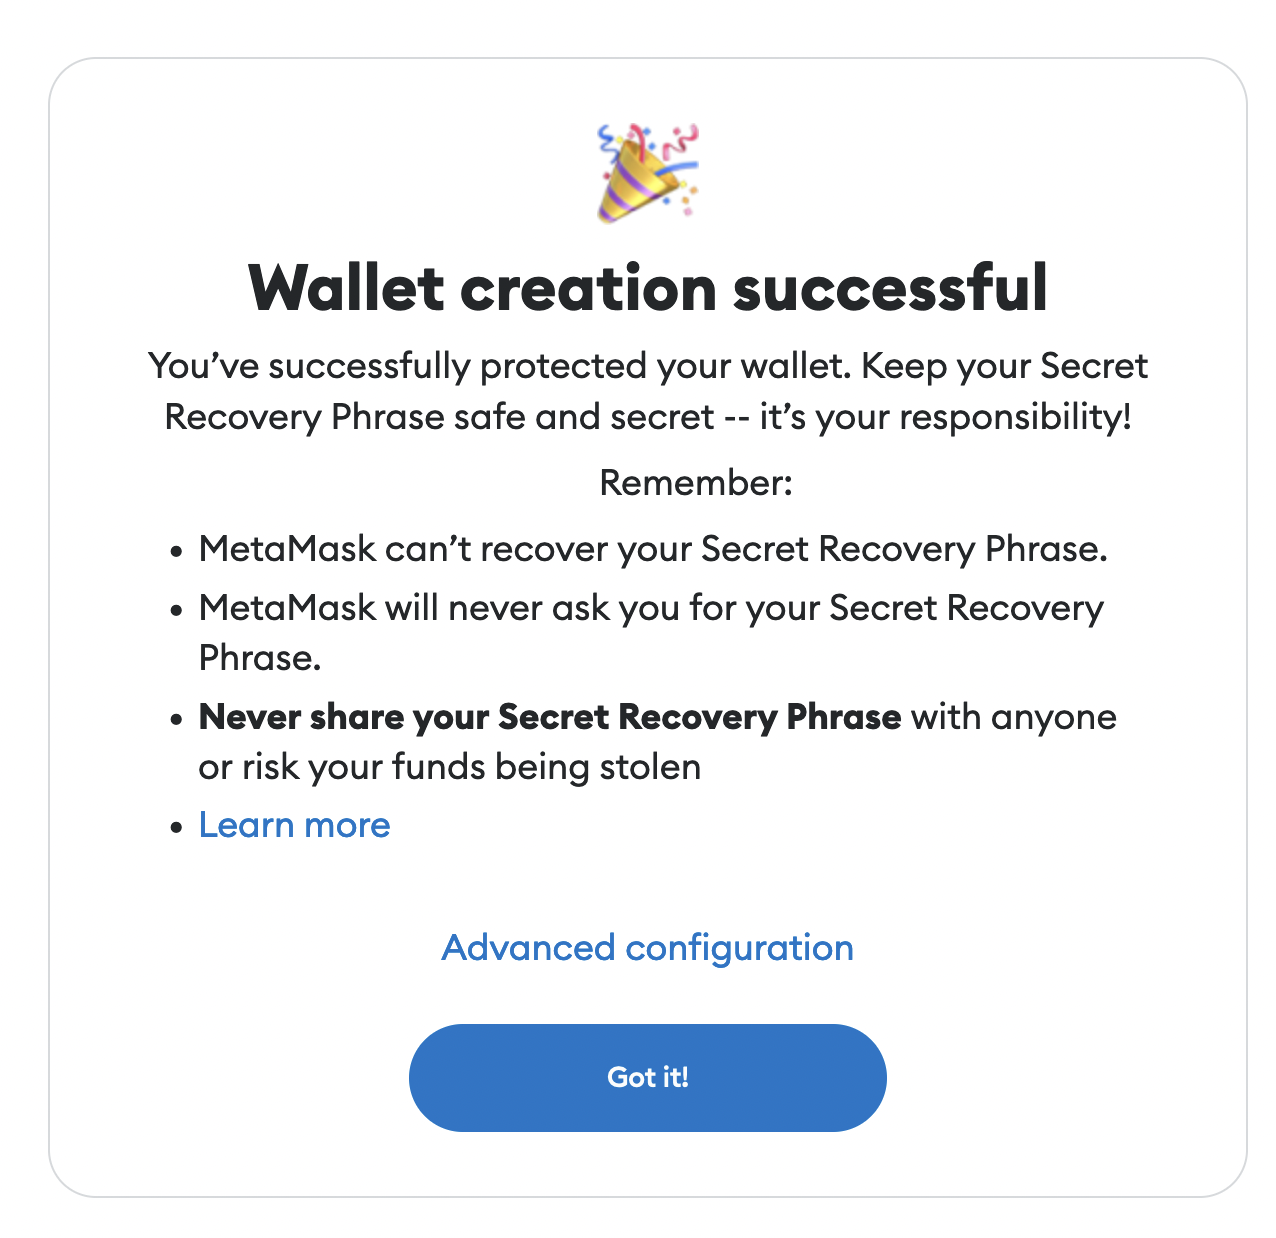 Wallet creation successful
You’ve successfully protected your wallet. Keep your Secret
Recovery Phrase safe and secret -- it’s your responsibility!
Remember:
• MetaMask can’t recover your Secret Recovery Phrase.
• MetaMask will never ask you for your Secret Recovery
Phrase.
• Never share your Secret Recovery Phrase with anyone
or risk your funds being stolen
• Learn more
Advanced configuration
Got it!